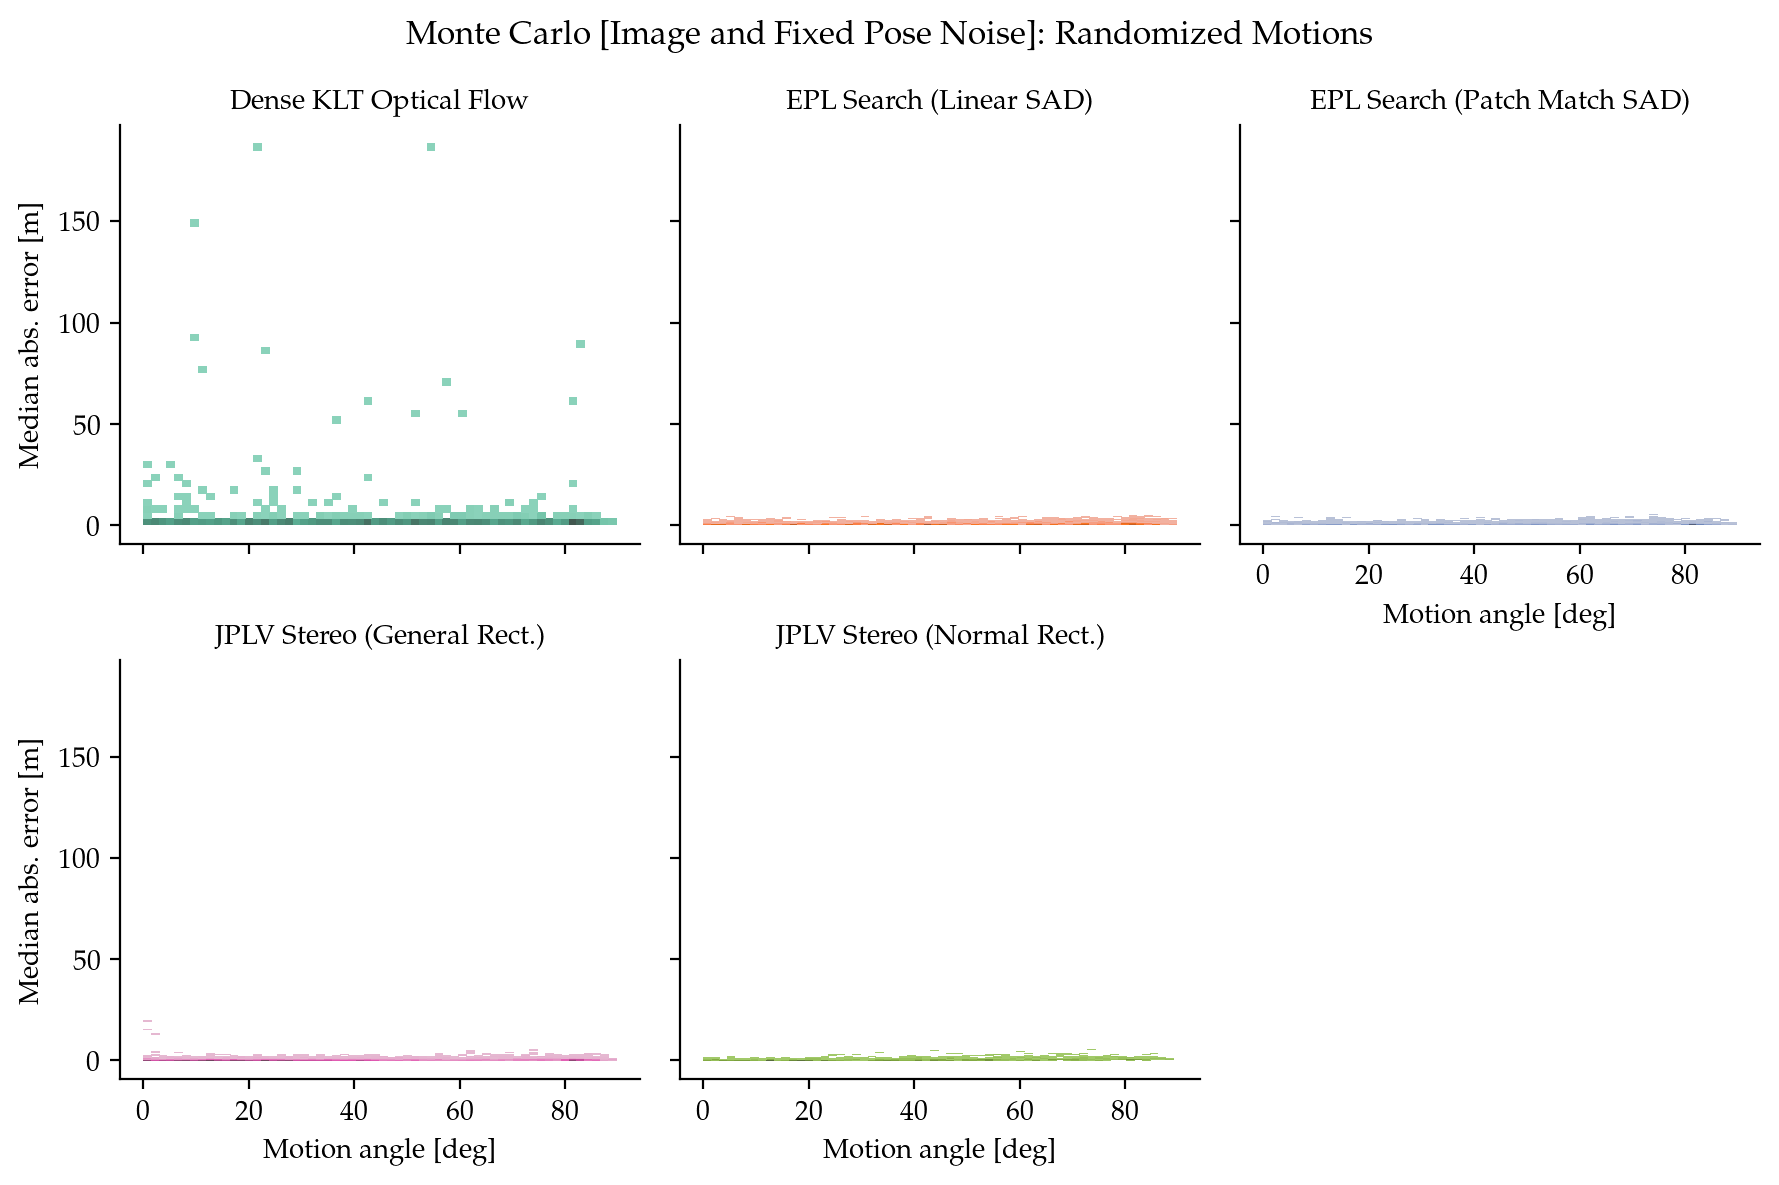 Monte Carlo [Image and Fixed Pose Noise]: Randomized Motions
Dense KLT Optical Flow
EPL Search (Linear SAD)
EPL Search (Patch Match SAD)
Median abs. error [m]
150
100
50
0
0 20 40 60 80
Motion angle [deg]
JPLV Stereo (General Rect.)
JPLV Stereo (Normal Rect.)
Median abs. error [m]
150
100
50
0
0 20 40 60 80
Motion angle [deg]
0 20 40 60 80
Motion angle [deg]